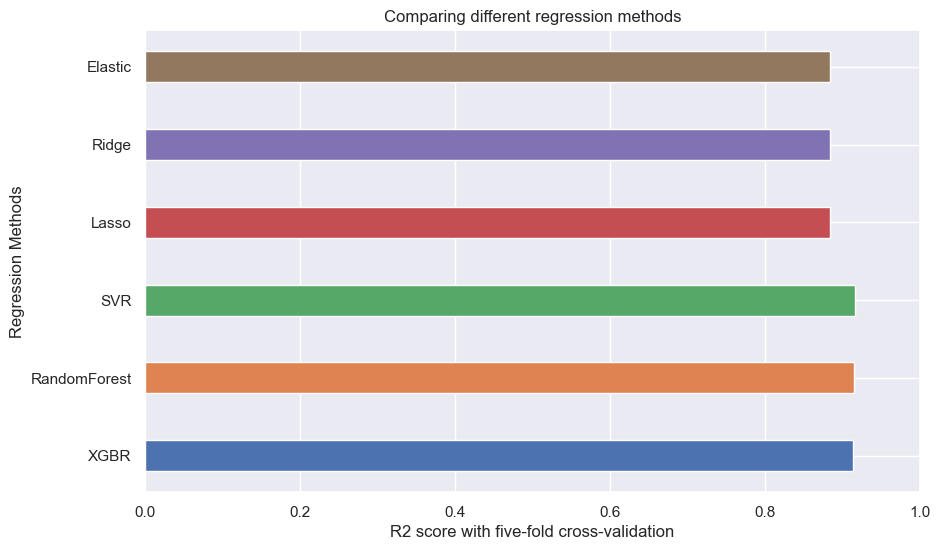 Comparing different regression methods
Regression Methods
Elastic
Ridge
Lasso
SVR
RandomForest
XGBR
0.0 0.2 0.4 0.6 0.8 1.0
R2 score with five-fold cross-validation